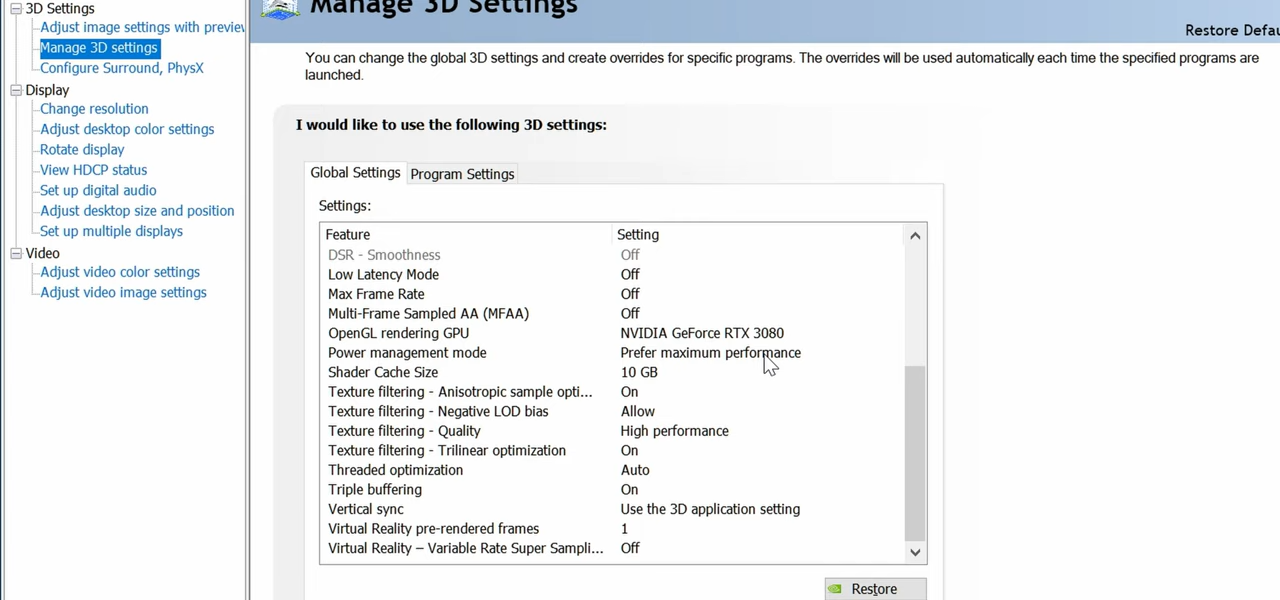 3D Settings
Adjust image settings with preview
Manage 3D settings
Configure Surround, PhysX
Display
Change resolution
Adjust desktop color settings
Rotate display
View HDCP status
Set up digital audio
Adjust desktop size and position
Set up multiple displays
Video
Adjust video color settings
Adjust video image settings
Manage 3D Settings
Restore Defau
You can change the global 3D settings and create overrides for specific programs. The overrides will be used automatically each time the specified programs are
launched.
I would like to use the following 3D settings:
Global Settings Program Settings
Settings:
Feature Setting
DSR - Smoothness Off
Low Latency Mode Off
Max Frame Rate Off
Multi-Frame Sampled AA (MFAA) Off
OpenGL rendering GPU NVIDIA GeForce RTX 3080
Power management mode Prefer maximum performance
Shader Cache Size 10 GB
Texture filtering - Anisotropic sample opti... On
Texture filtering - Negative LOD bias Allow
Texture filtering - Quality High performance
Texture filtering - Trilinear optimization On
Threaded optimization Auto
Triple buffering On
Vertical sync Use the 3D application setting
Virtual Reality pre-rendered frames 1
Virtual Reality – Variable Rate Super Sampli... Off
Restore